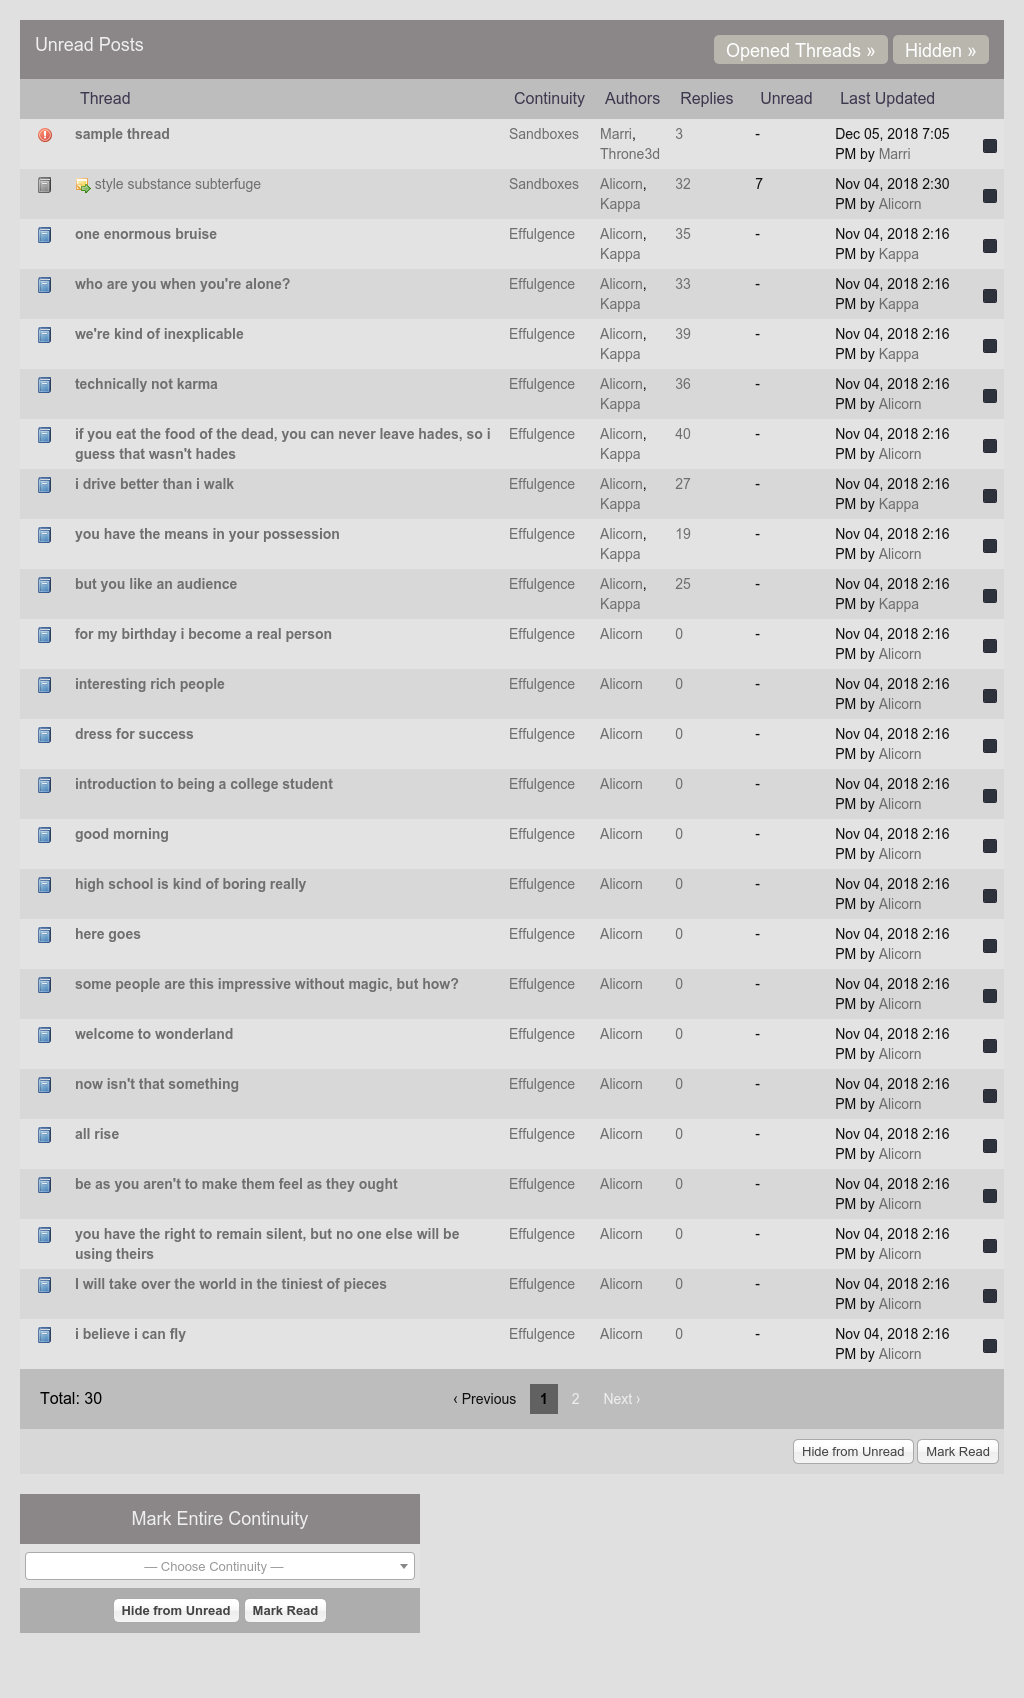 Unread Posts
Opened Threads »
Hidden »
Thread Continuity Authors Replies Unread Last Updated
sample thread Sandboxes Marri, 3 - Dec 05, 2018 7:05
Throne3d PM by Marri
style substance subterfuge Sandboxes Alicorn, 32 7 Nov 04, 2018 2:30
Kappa PM by Alicorn
one enormous bruise Effulgence Alicorn, 35 - Nov 04, 2018 2:16
Kappa PM by Kappa
who are you when you're alone? Effulgence Alicorn, 33 - Nov 04, 2018 2:16
Kappa PM by Kappa
we're kind of inexplicable Effulgence Alicorn, 39 - Nov 04, 2018 2:16
Kappa PM by Kappa
technically not karma Effulgence Alicorn, 36 - Nov 04, 2018 2:16
Kappa PM by Alicorn
if you eat the food of the dead, you can never leave hades, so i Effulgence Alicorn, 40 - Nov 04, 2018 2:16
guess that wasn't hades Kappa PM by Alicorn
i drive better than i walk Effulgence Alicorn, 27 - Nov 04, 2018 2:16
Kappa PM by Kappa
you have the means in your possession Effulgence Alicorn, 19 - Nov 04, 2018 2:16
Kappa PM by Alicorn
but you like an audience Effulgence Alicorn, 25 - Nov 04, 2018 2:16
Kappa PM by Kappa
for my birthday i become a real person Effulgence Alicorn 0 - Nov 04, 2018 2:16
PM by Alicorn
interesting rich people Effulgence Alicorn 0 - Nov 04, 2018 2:16
PM by Alicorn
dress for success Effulgence Alicorn 0 - Nov 04, 2018 2:16
PM by Alicorn
introduction to being a college student Effulgence Alicorn 0 - Nov 04, 2018 2:16
PM by Alicorn
good morning Effulgence Alicorn 0 - Nov 04, 2018 2:16
PM by Alicorn
high school is kind of boring really Effulgence Alicorn 0 - Nov 04, 2018 2:16
PM by Alicorn
here goes Effulgence Alicorn 0 - Nov 04, 2018 2:16
PM by Alicorn
some people are this impressive without magic, but how? Effulgence Alicorn 0 - Nov 04, 2018 2:16
PM by Alicorn
welcome to wonderland Effulgence Alicorn 0 - Nov 04, 2018 2:16
PM by Alicorn
now isn't that something Effulgence Alicorn 0 - Nov 04, 2018 2:16
PM by Alicorn
all rise Effulgence Alicorn 0 - Nov 04, 2018 2:16
PM by Alicorn
be as you aren't to make them feel as they ought Effulgence Alicorn 0 - Nov 04, 2018 2:16
PM by Alicorn
you have the right to remain silent, but no one else will be Effulgence Alicorn 0 - Nov 04, 2018 2:16
using theirs PM by Alicorn
I will take over the world in the tiniest of pieces Effulgence Alicorn 0 - Nov 04, 2018 2:16
PM by Alicorn
i believe i can fly Effulgence Alicorn 0 - Nov 04, 2018 2:16
PM by Alicorn
Total: 30 ‹ Previous 1 2 Next ›
Hide from Unread Mark Read
Mark Entire Continuity
— Choose Continuity —
Hide from Unread Mark Read